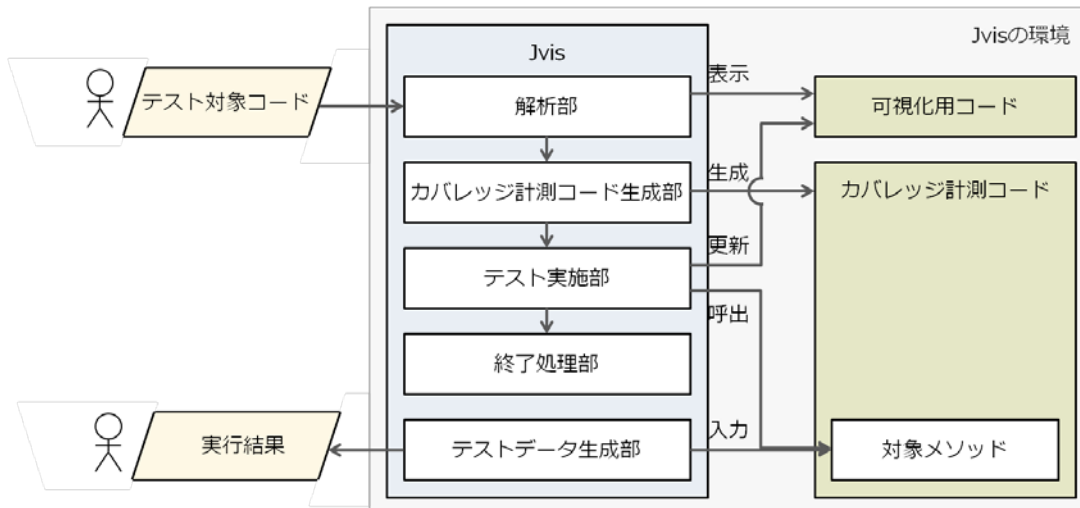 Jvisの環境
Jvis
テスト対象コード
解析部
表示
可視化用コード
カバレッジ計測コード生成部
生成
カバレッジ計測コード
更新
テスト実施部
呼出
終了処理部
実行結果
テストデータ生成部
入力
対象メソッド